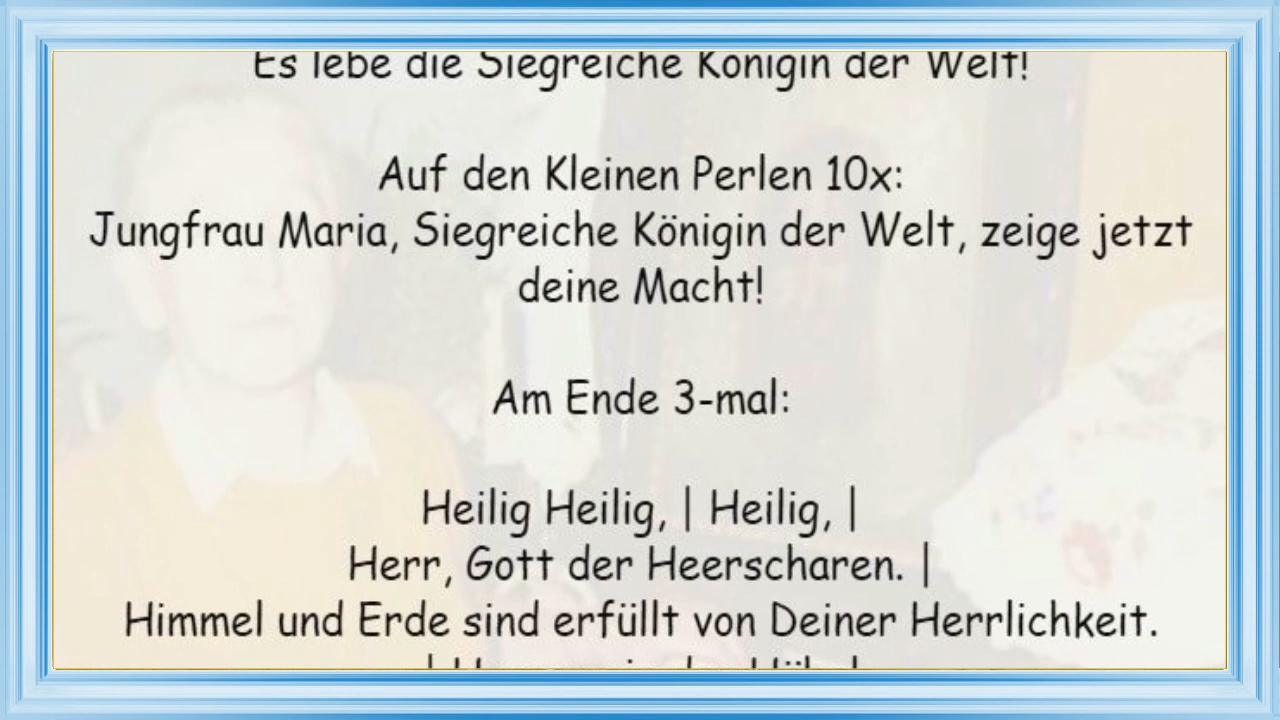 Es lebe die Siegreiche Königin der Welt!
Auf den Kleinen Perlen 10x:
Jungfrau Maria, Siegreiche Königin der Welt, zeige jetzt
deine Macht!
Am Ende 3-mal:
Heilig Heilig, | Heilig, |
Herr, Gott der Heerscharen. |
Himmel und Erde sind erfüllt von Deiner Herrlichkeit.